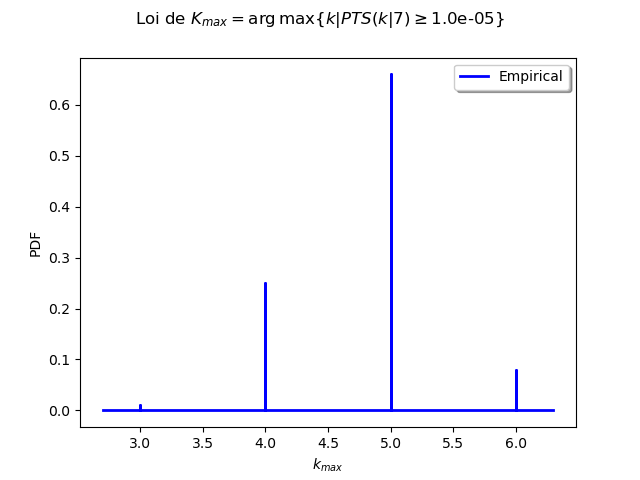 Loi de $K_{max} = \arg\max\{k|PTS(k|7) \geq 1.0e-05\}$
Empirical
PDF
0.6
0.5
0.4
0.3
0.2
0.1
0.0
3.0 3.5 4.0 4.5 5.0 5.5 6.0
$k_{max}$